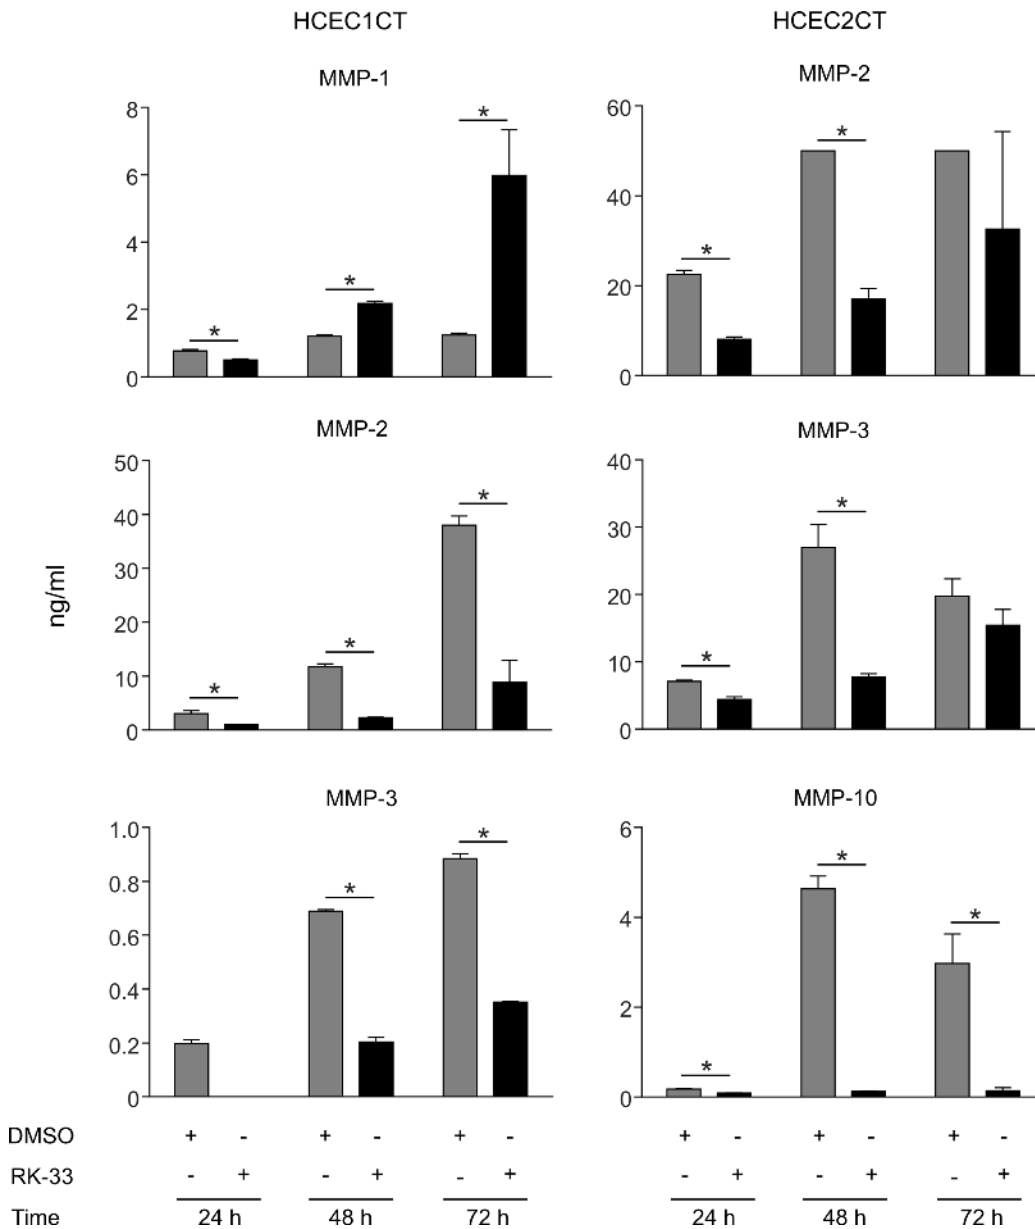 HCEC1CT HCEC2CT
MMP-1
8
6
4
2
0
* * *
MMP-2
60
40
20
0
* *
MMP-2
50
40
30
20
10
0
* * *
MMP-3
40
30
20
10
0
* *
ng/ml
MMP-3
1.0
0.8
0.6
0.4
0.2
0
* *
MMP-10
6
4
2
0
* * *
DMSO + - + - + - + - + - + -
RK-33 - + - + - + - + - + - +
Time 24 h 48 h 72 h 24 h 48 h 72 h